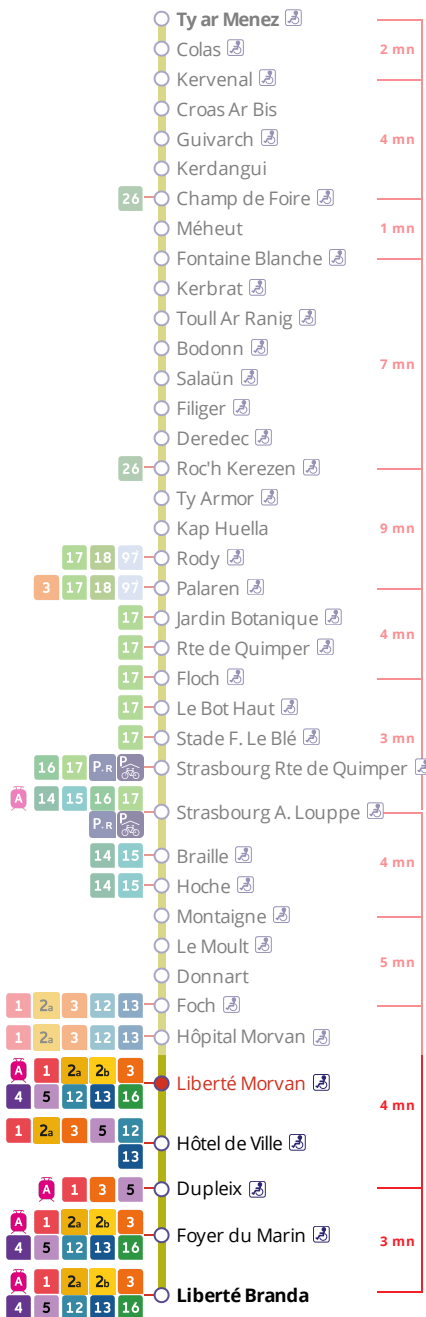 Ty ar Menez
Colas
2 mn
Kervenal
Croas Ar Bis
Guivarch
4 mn
Kerdangui
26 Champ de Foire
Méheut
1 mn
Fontaine Blanche
Kerbrat
Toull Ar Ranig
Bodonn
7 mn
Salaün
Filiger
Deredec
26 Roc'h Kerezen
Ty Armor
Kap Huella
9 mn
17 18 97 Rody
3 17 18 97 Palaren
17 Jardin Botanique
17 Rte de Quimper
4 mn
17 Floch
17 Le Bot Haut
17 Stade F. Le Blé
3 mn
16 17 P+R P Strasbourg Rte de Quimper
A 14 15 16 17
P+R P
Strasbourg A. Louppe
14 15 Braille
4 mn
14 15 Hoche
Montaigne
Le Moult
5 mn
Donnart
1 2a 3 12 13 Foch
1 2a 3 12 13 Hôpital Morvan
A 1 2a 2b 3
4 5 12 13 16
Liberté Morvan
4 mn
1 2a 3 5 12
13
Hôtel de Ville
A 1 3 5 Dupleix
A 1 2a 2b 3
4 5 12 13 16
Foyer du Marin
3 mn
A 1 2a 2b 3
4 5 12 13 16
Liberté Branda